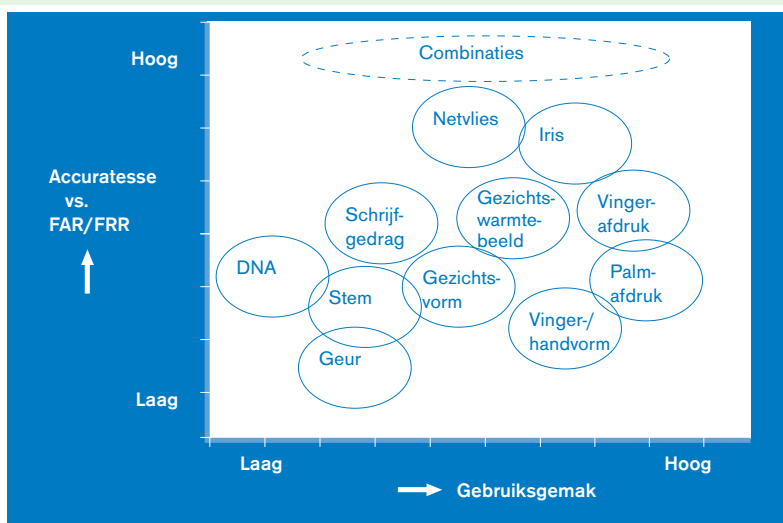 Hoog
Combinaties
Netvlies
Iris
Accuratesse
vs.
FAR/FRR
Schrijf-
gedrag
Gezichts-
warmte-
beeld
Vinger-
afdruk
DNA
Stem
Gezichts-
vorm
Palm-
afdruk
Vinger-/
handvorm
Geur
Laag
Laag
Hoog
Gebruiksgemak